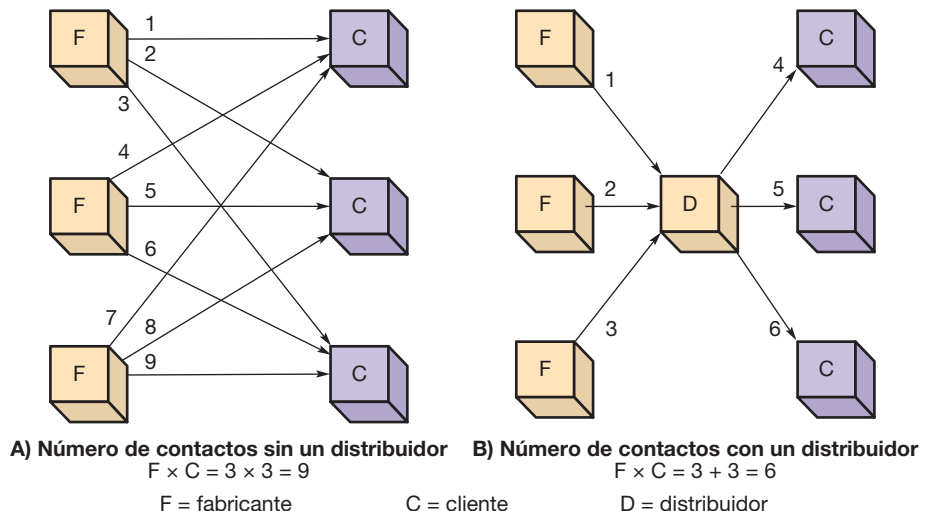 F
1
C
2
3
4
F
5
C
6
7
8
F
9
C
F
C
1
4
F
2
D
5
C
3
6
F
C
A) Número de contactos sin un distribuidor
F × C = 3 × 3 = 9
B) Número de contactos con un distribuidor
F × C = 3 + 3 = 6
F = fabricante
C = cliente
D = distribuidor